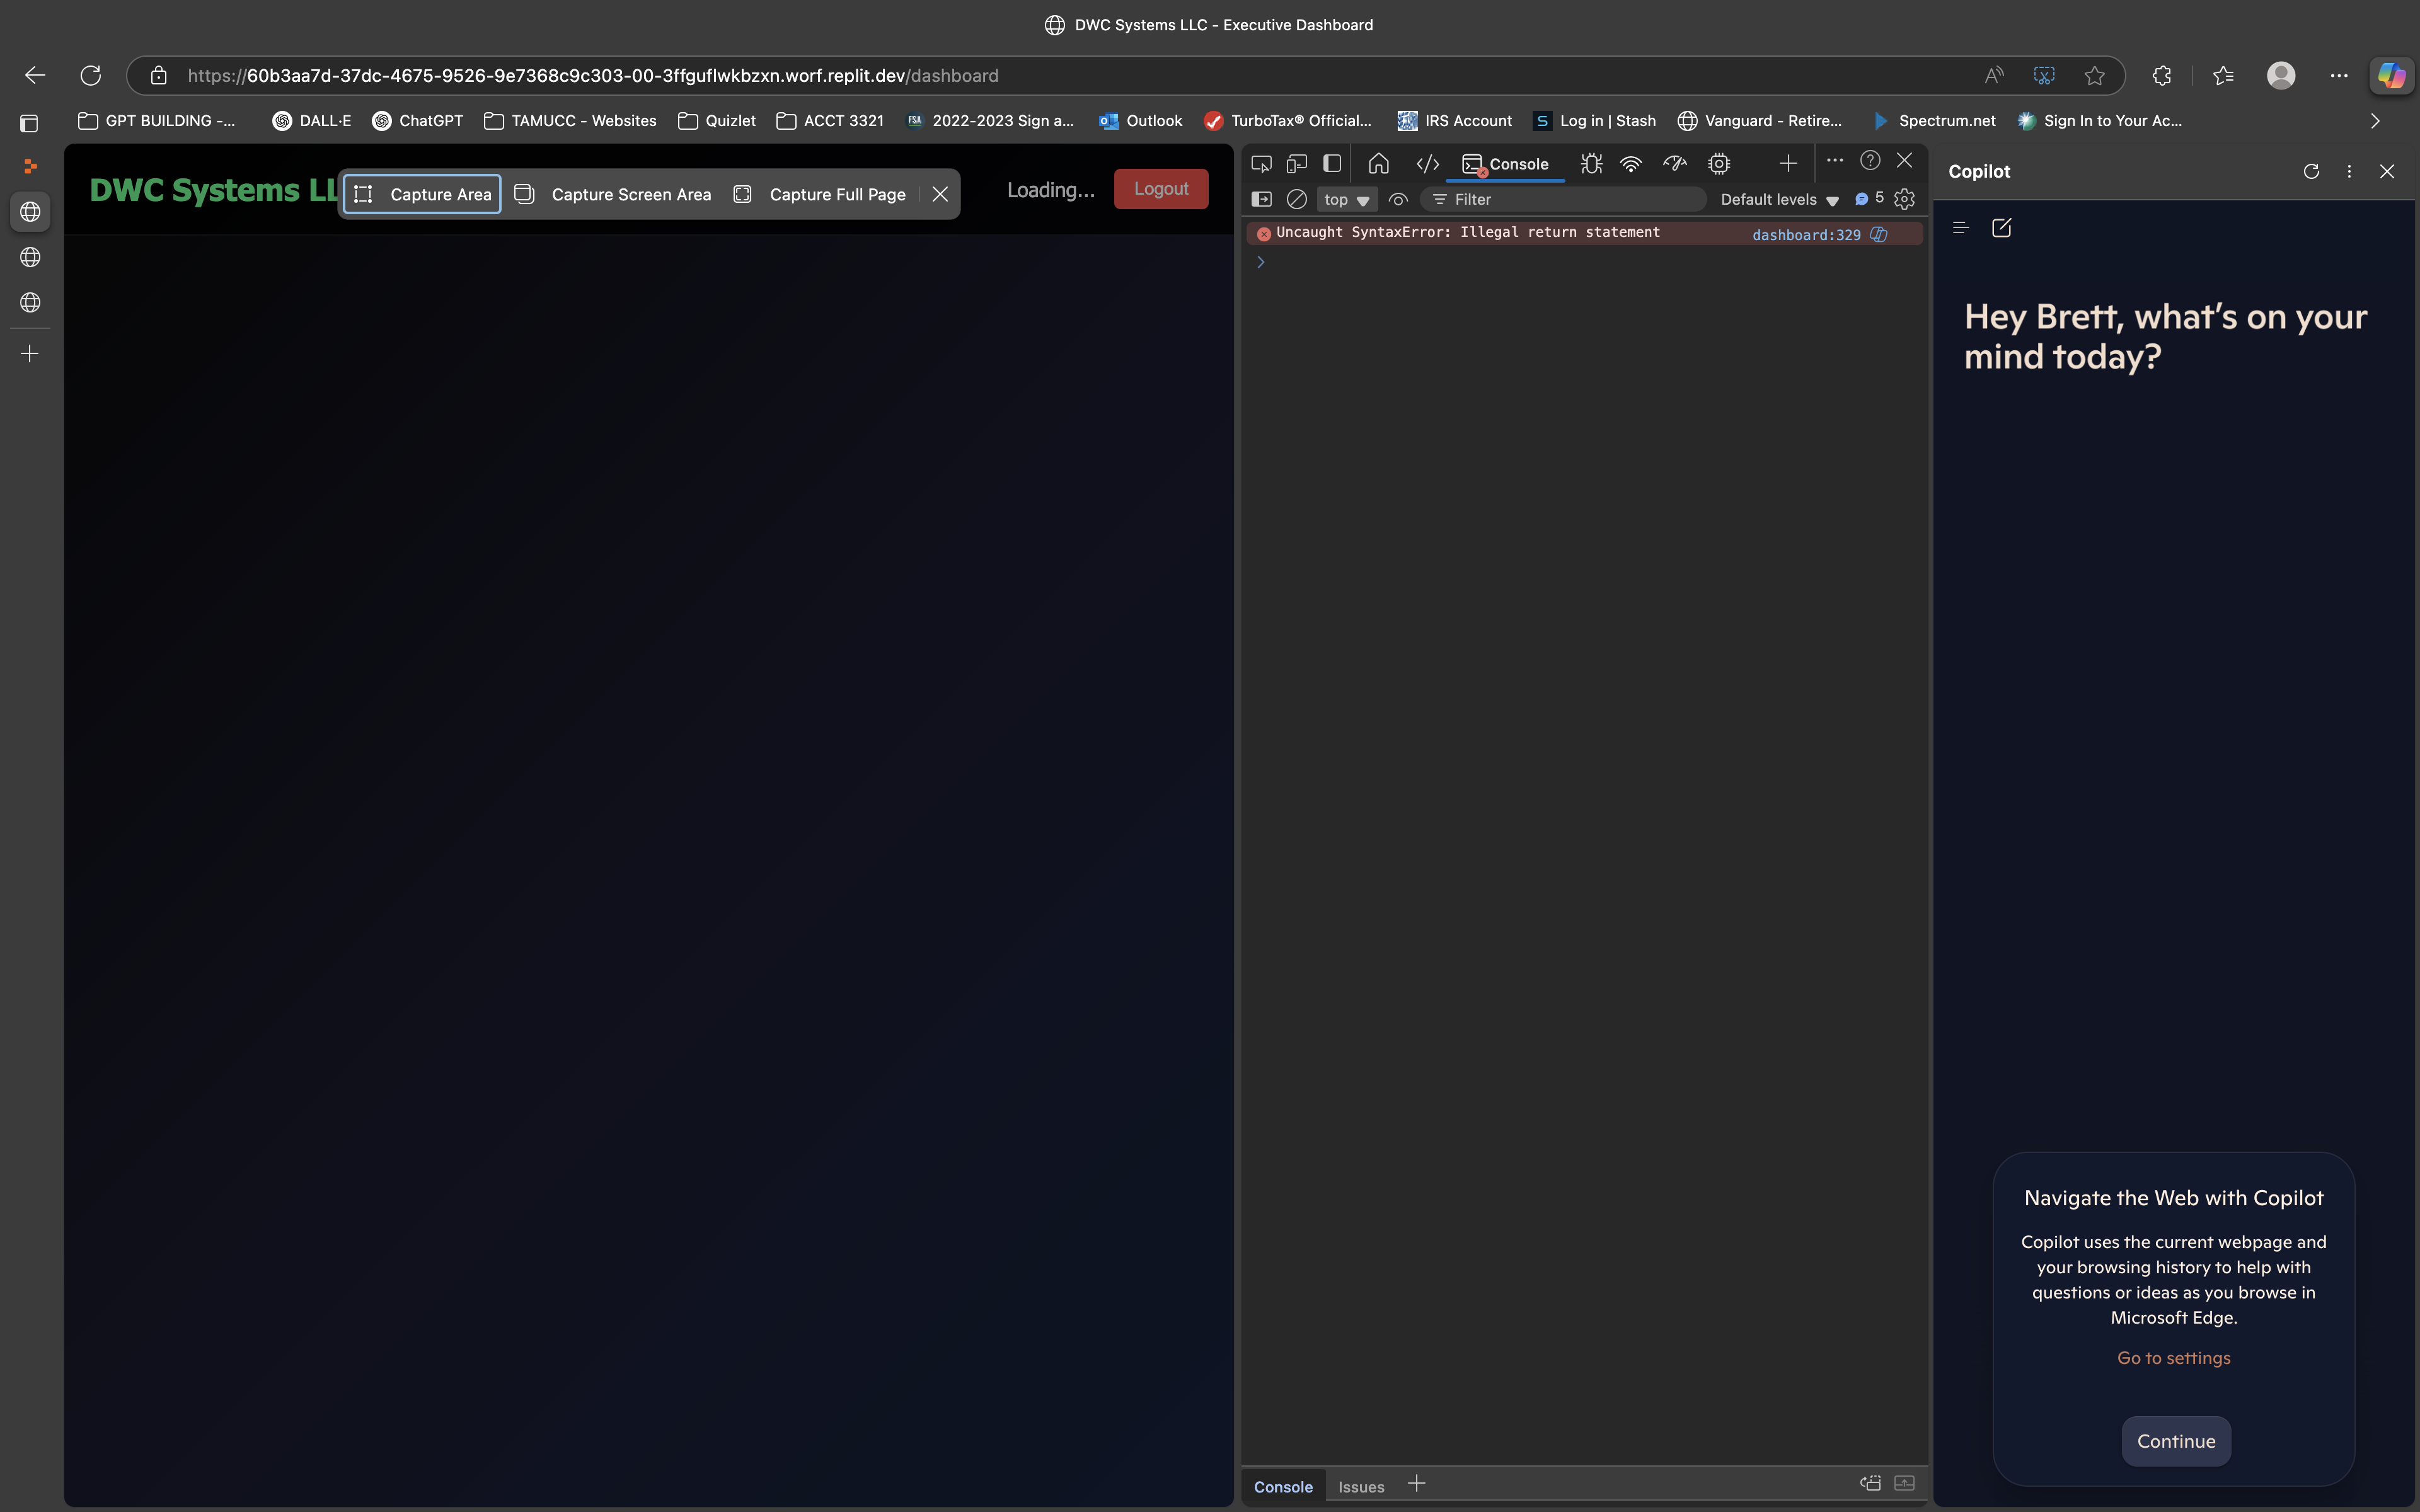 DWC Systems LLC - Executive Dashboard
https://60b3aa7d-37dc-4675-9526-9e7368c9c303-00-3ffguflwkbzxn.worf.replit.dev/dashboard
GPT BUILDING -... DALL·E ChatGPT TAMUCC - Websites Quizlet ACCT 3321 FSA 2022-2023 Sign a... Outlook TurboTax® Official... IRS Account S Log in | Stash Vanguard - Retire... Spectrum.net Sign In to Your Ac...
DWC Systems LL Capture Area Capture Screen Area Capture Full Page Loading... Logout
Console
top Filter Default levels 5
Uncaught SyntaxError: Illegal return statement dashboard:329
Copilot
Hey Brett, what's on your
mind today?
Navigate the Web with Copilot
Copilot uses the current webpage and
your browsing history to help with
questions or ideas as you browse in
Microsoft Edge.
Go to settings
Continue
Console Issues